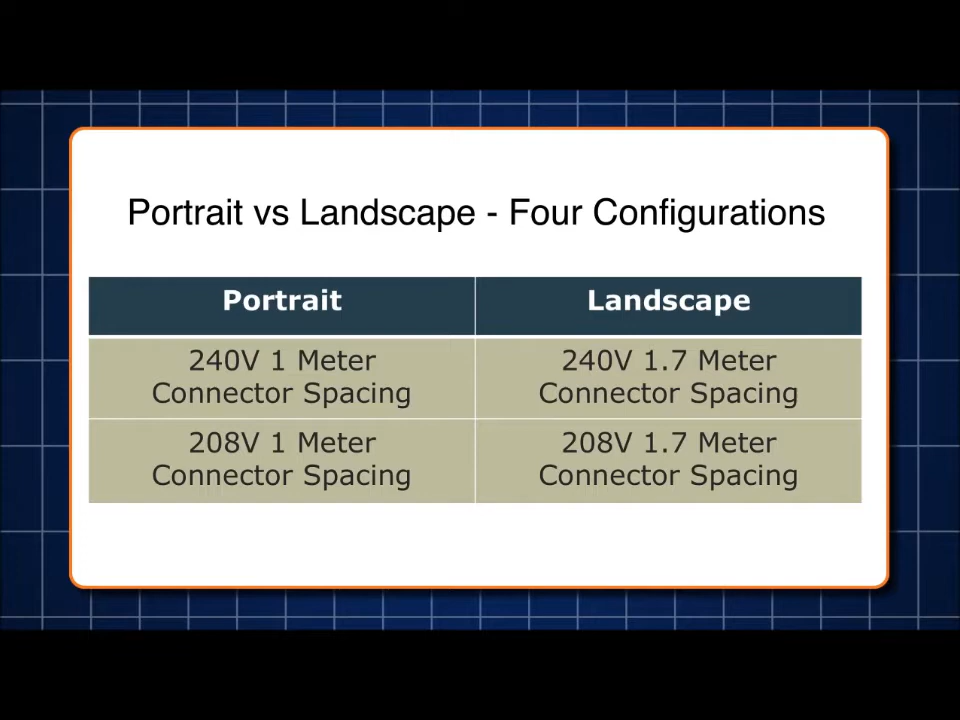 Portrait vs Landscape - Four Configurations
Portrait
Landscape
240V 1 Meter
Connector Spacing
240V 1.7 Meter
Connector Spacing
208V 1 Meter
Connector Spacing
208V 1.7 Meter
Connector Spacing